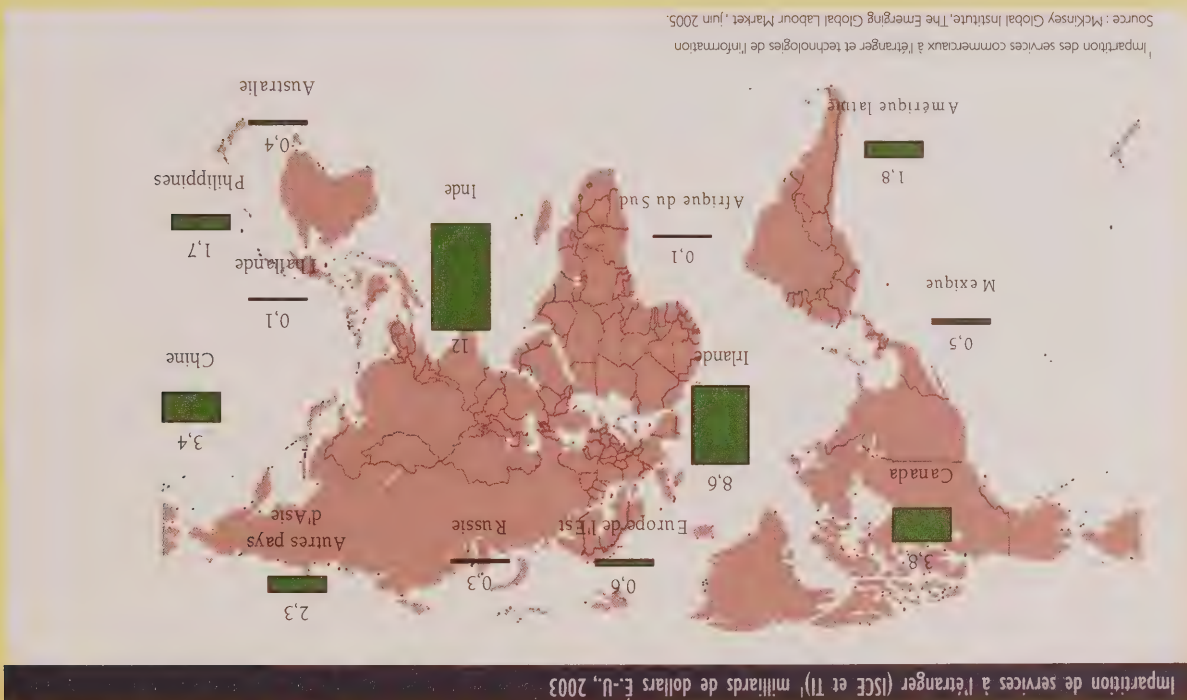 Impartition de services à l'étranger (ISCE et TI)¹ milliards de dollars É.-U., 2003
3,8
Canada
0,6
Europe de l'Est
0,3
Russie
2,3
Autres pays
d'Asie
8,6
Irlande
3,4
Chine
0,5
Mexique
12
Inde
0,1
Thaïlande
1,8
Amérique latine
0,1
Afrique du Sud
1,7
Philippines
0,4
Australie
¹Impartition des services commerciaux à l'étranger et technologies de l'information
Source : McKinsey Global Institute, The Emerging Global Labour Market , juin 2005.